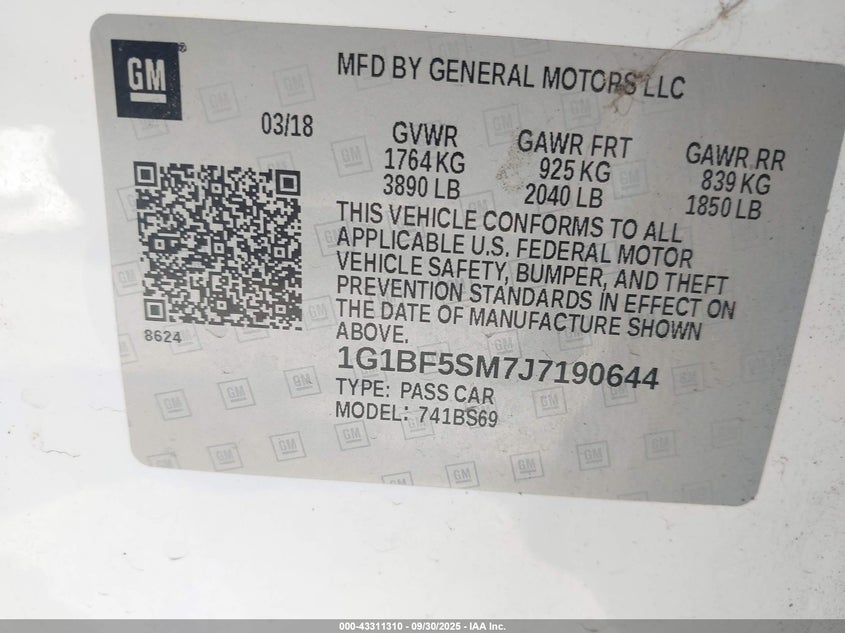 GM
MFD BY GENERAL MOTORS LLC
03/18
GVWR
1764 KG
3890 LB
GAWR FRT
925 KG
2040 LB
GAWR RR
839 KG
1850 LB
THIS VEHICLE CONFORMS TO ALL
APPLICABLE U.S. FEDERAL MOTOR
VEHICLE SAFETY, BUMPER, AND THEFT
PREVENTION STANDARDS IN EFFECT ON
THE DATE OF MANUFACTURE SHOWN
ABOVE.
8624
1G1BF5SM7J7190644
TYPE: PASS CAR
MODEL: 741BS69
000-43311310 - 09/30/2025 - IAA Inc.